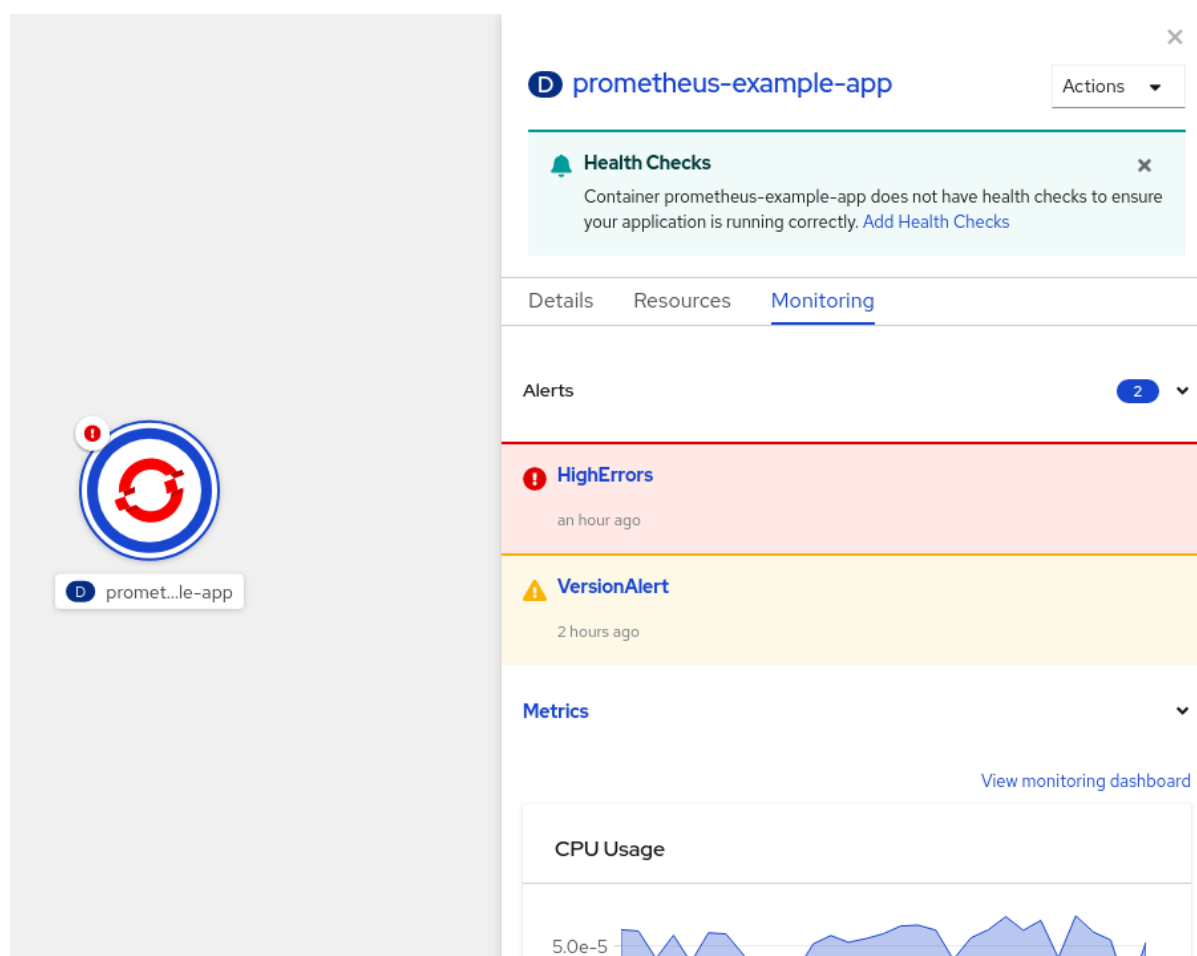 D prometheus-example-app
Actions
Health Checks
Container prometheus-example-app does not have health checks to ensure
your application is running correctly. Add Health Checks
Details Resources Monitoring
Alerts 2
HighErrors
an hour ago
D promet...le-app
VersionAlert
2 hours ago
Metrics
View monitoring dashboard
CPU Usage
5.0e-5